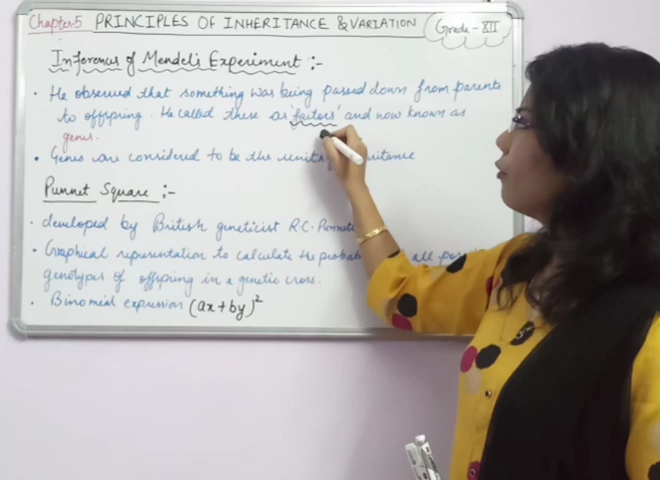 Chapter 5 PRINCIPLES OF INHERITANCE & VARIATION Grade - XII
Inferences of Mendel's Experiment :-
• He observed that something was being passed down from parents
to offspring. He called these as 'factors' and now known as
genes.
• Genes are considered to be the units
Punnet Square :-
• developed by British geneticist R.C. Punnett
• Graphical representation to calculate the all
genotypes of offspring in a genetic cross.
• Binomial expression (ax + by)²